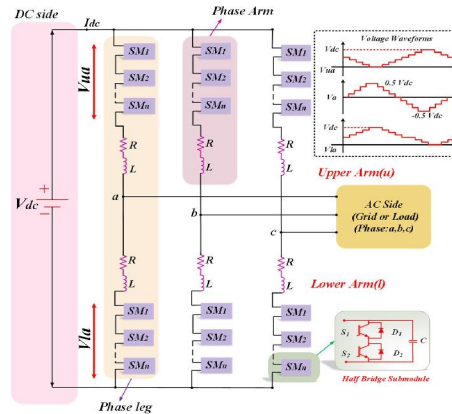 DC side
Idc
Phase Arm
Vua
SM1
SM2
SMn
R
L
SM1
SM2
SMn
R
L
SM1
SM2
SMn
R
L
Voltage Waveforms
Vdc
Vua
0.5 Vdc
Va
-0.5 Vdc
Vdc
Vla
Upper Arm(u)
a
b
c
AC Side
(Grid or Load)
(Phase:a,b,c)
Vdc
+
−
R
L
R
L
R
L
Lower Arm(l)
Vla
SM1
SM2
SMn
SM1
SM2
SMn
SM1
SM2
SMn
S1
D1
C
S2
D2
Half Bridge Submodule
Phase leg